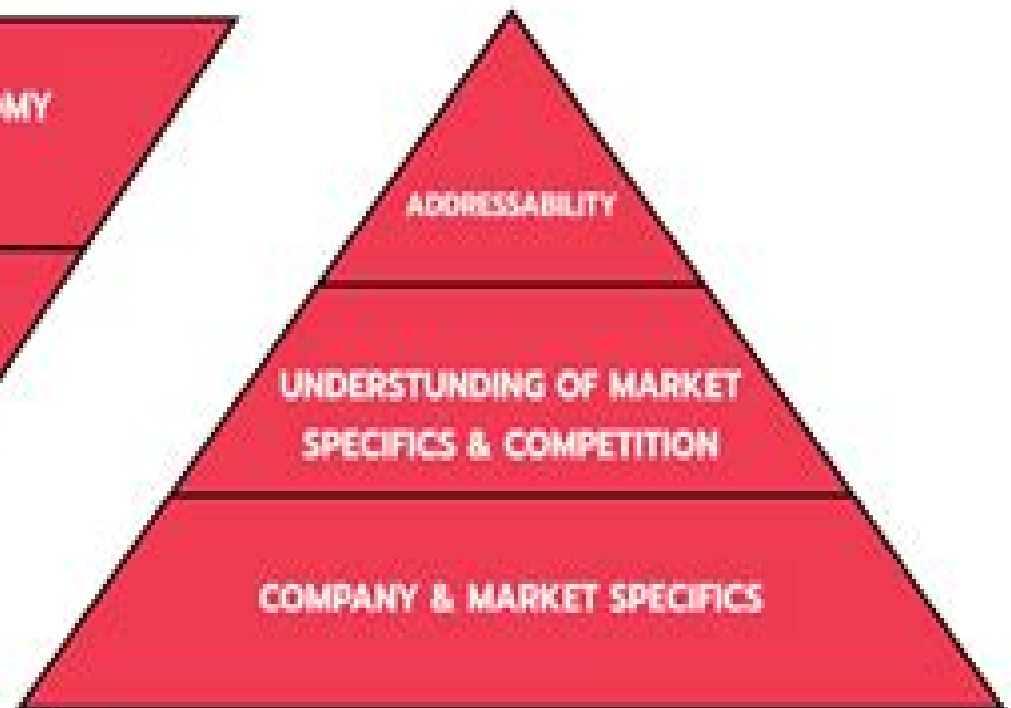 ADDRESSABILITY
UNDERSTUNDING OF MARKET
SPECIFICS & COMPETITION
COMPANY & MARKET SPECIFICS